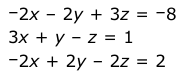 -2x - 2y + 3z = -8
3x + y - z = 1
-2x + 2y - 2z = 2